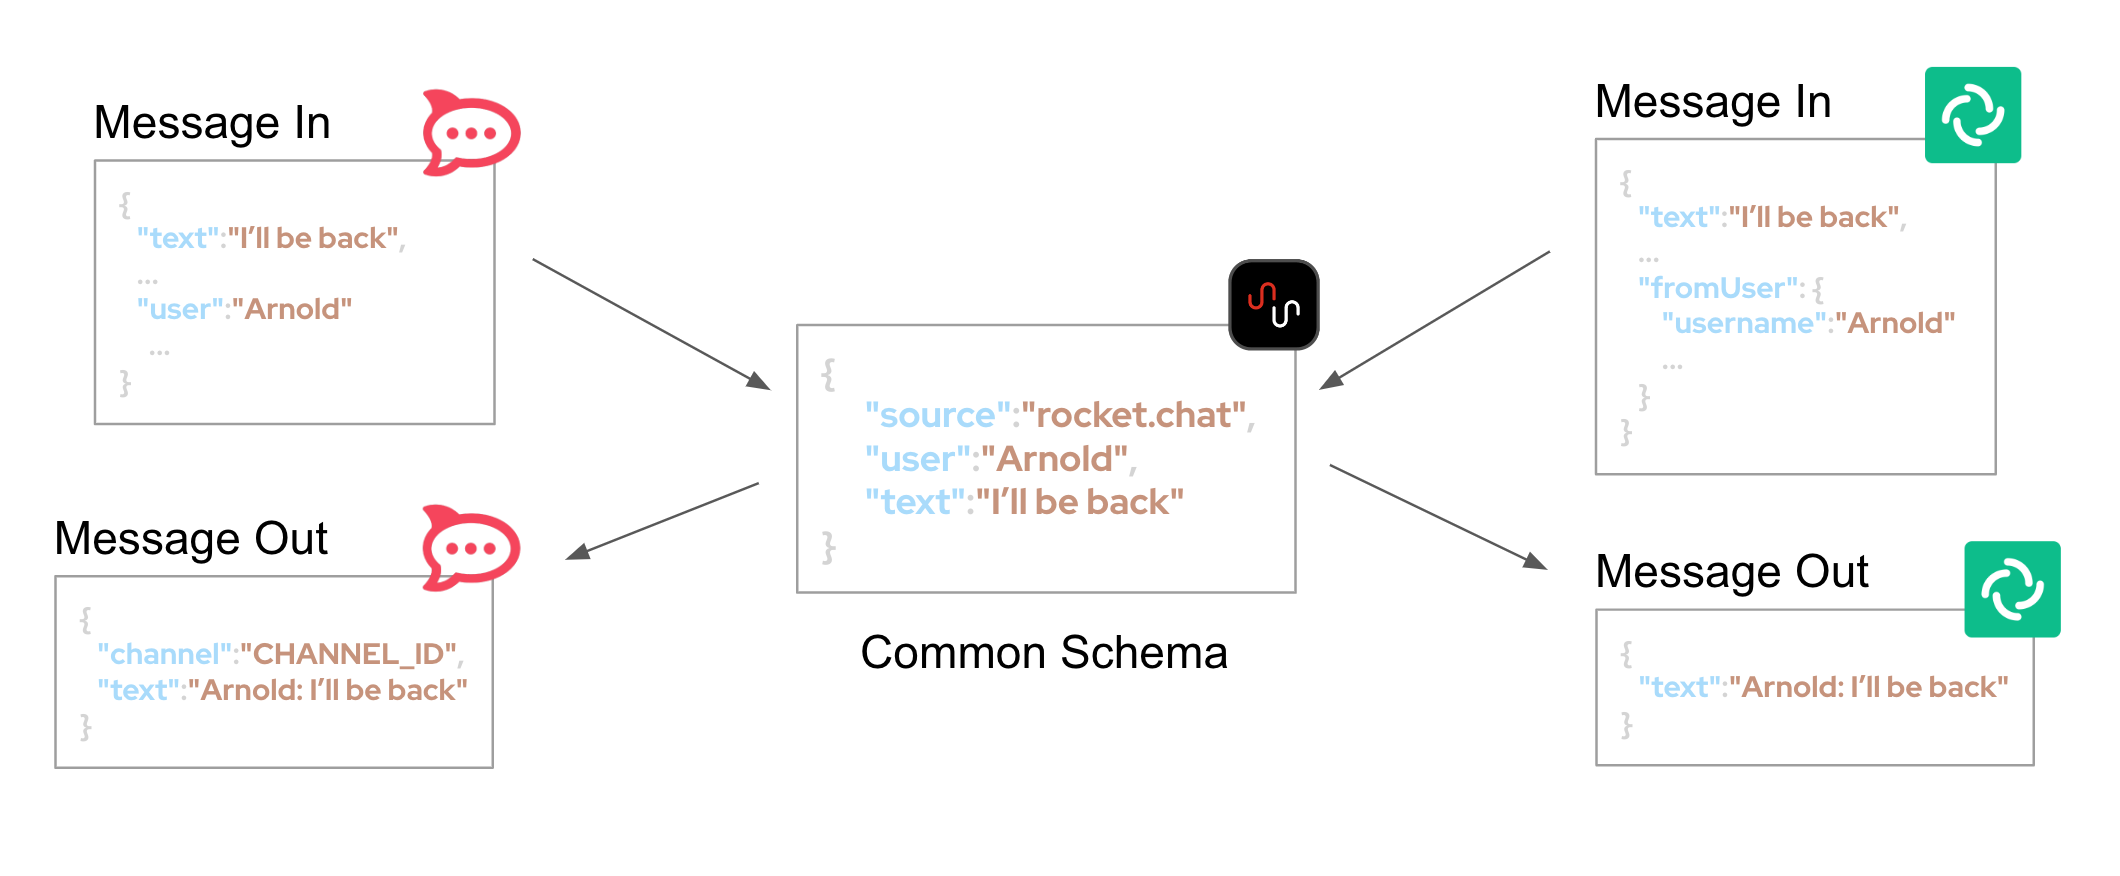 Message In
{
"text":"I’ll be back",
...
"user":"Arnold"
...
}
Message Out
{
"channel":"CHANNEL_ID",
"text":"Arnold: I’ll be back"
}
{
"source":"rocket.chat",
"user":"Arnold",
"text":"I’ll be back"
}
Common Schema
Message In
{
"text":"I’ll be back",
...
"fromUser": {
"username":"Arnold"
...
}
}
Message Out
{
"text":"Arnold: I’ll be back"
}